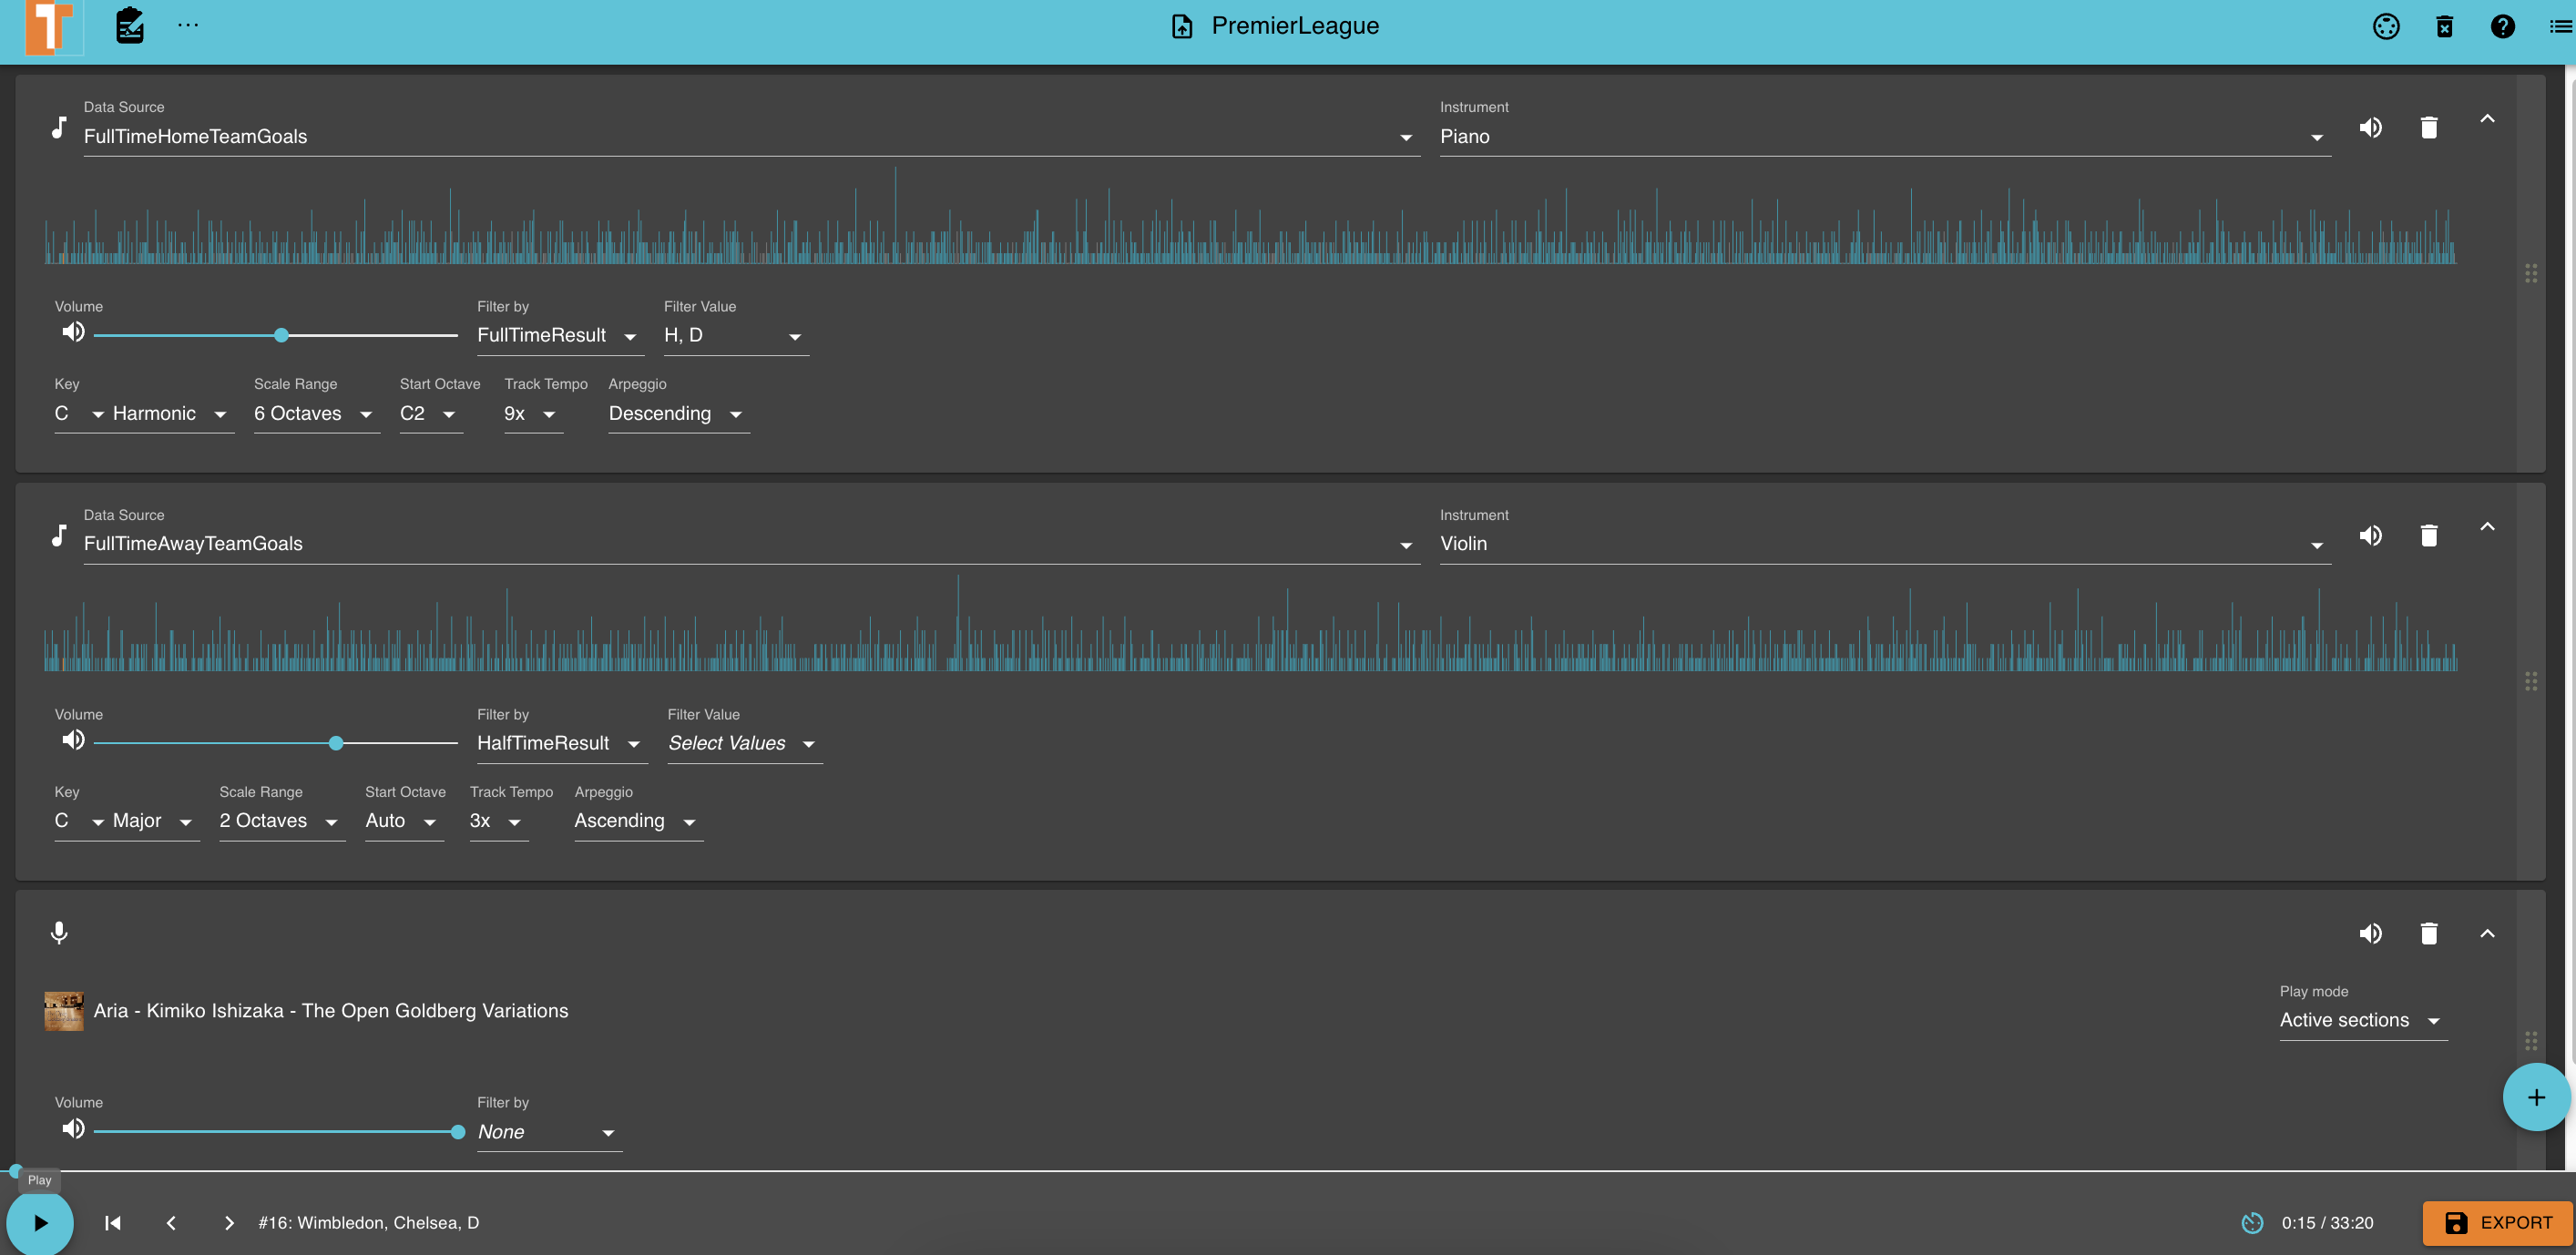 PremierLeague
Data Source
FullTimeHomeTeamGoals
Instrument
Piano
Volume
Filter by
FullTimeResult
Filter Value
H, D
Key
C
Harmonic
Scale Range
6 Octaves
Start Octave
C2
Track Tempo
9x
Arpeggio
Descending
Data Source
FullTimeAwayTeamGoals
Instrument
Violin
Volume
Filter by
HalfTimeResult
Filter Value
Select Values
Key
C
Major
Scale Range
2 Octaves
Start Octave
Auto
Track Tempo
3x
Arpeggio
Ascending
Aria - Kimiko Ishizaka - The Open Goldberg Variations
Play mode
Active sections
Volume
Filter by
None
Play
#16: Wimbledon, Chelsea, D
0:15 / 33:20
EXPORT